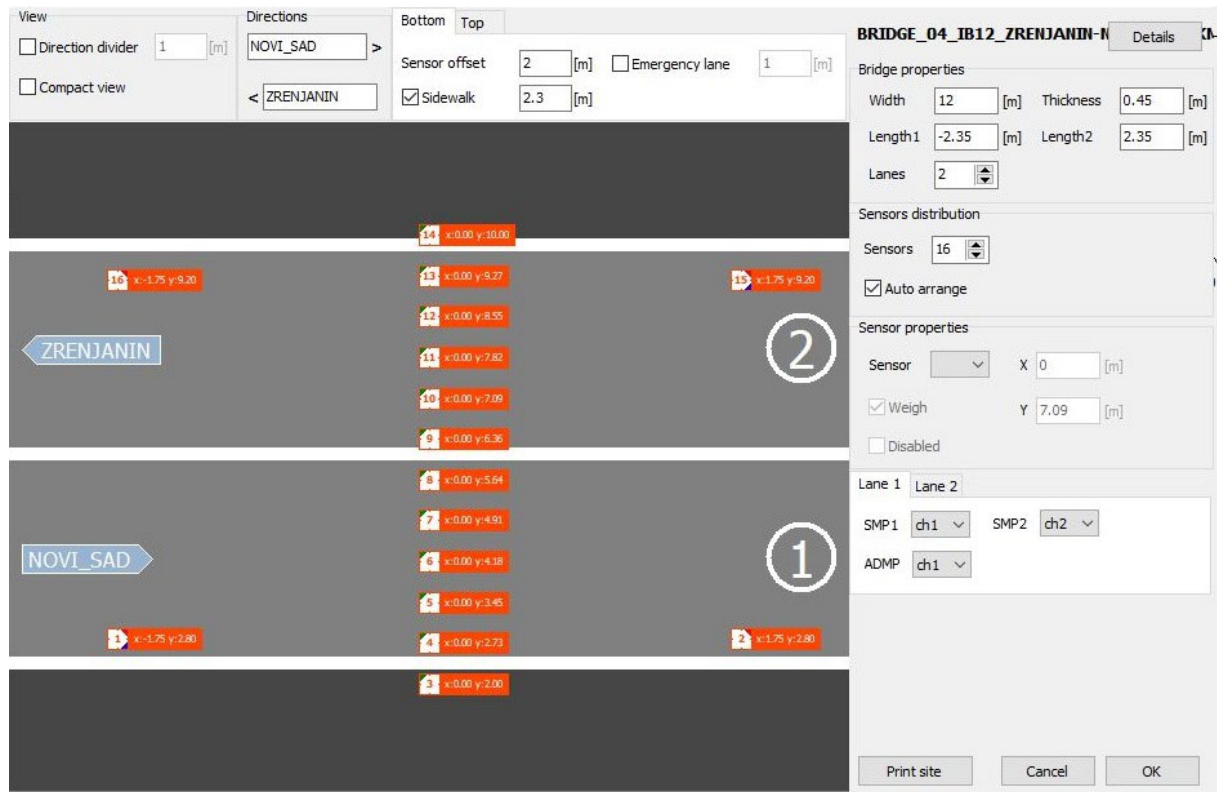 View
Direction divider 1 [m]
Compact view
Directions
NOVI_SAD >
< ZRENJANIN
Bottom Top
Sensor offset 2 [m] Emergency lane 1 [m]
Sidewalk 2.3 [m]
BRIDGE_04_IB12_ZRENJANIN-N Details
Bridge properties
Width 12 [m] Thickness 0.45 [m]
Length1 -2.35 [m] Length2 2.35 [m]
Lanes 2
Sensors distribution
Sensors 16
Auto arrange
Sensor properties
Sensor X 0 [m]
Weigh Y 7.09 [m]
Disabled
Lane 1 Lane 2
SMP1 ch1 SMP2 ch2
ADMP ch1
Print site Cancel OK
14 x:0.00 y:10.00
16 x:-1.75 y:9.20
13 x:0.00 y:9.27
15 x:1.75 y:9.20
12 x:0.00 y:8.55
ZRENJANIN
11 x:0.00 y:7.82
2
10 x:0.00 y:7.09
9 x:0.00 y:6.36
8 x:0.00 y:5.64
7 x:0.00 y:4.91
NOVI_SAD
6 x:0.00 y:4.18
1
5 x:0.00 y:3.45
1 x:-1.75 y:2.80
4 x:0.00 y:2.73
2 x:1.75 y:2.80
3 x:0.00 y:2.00